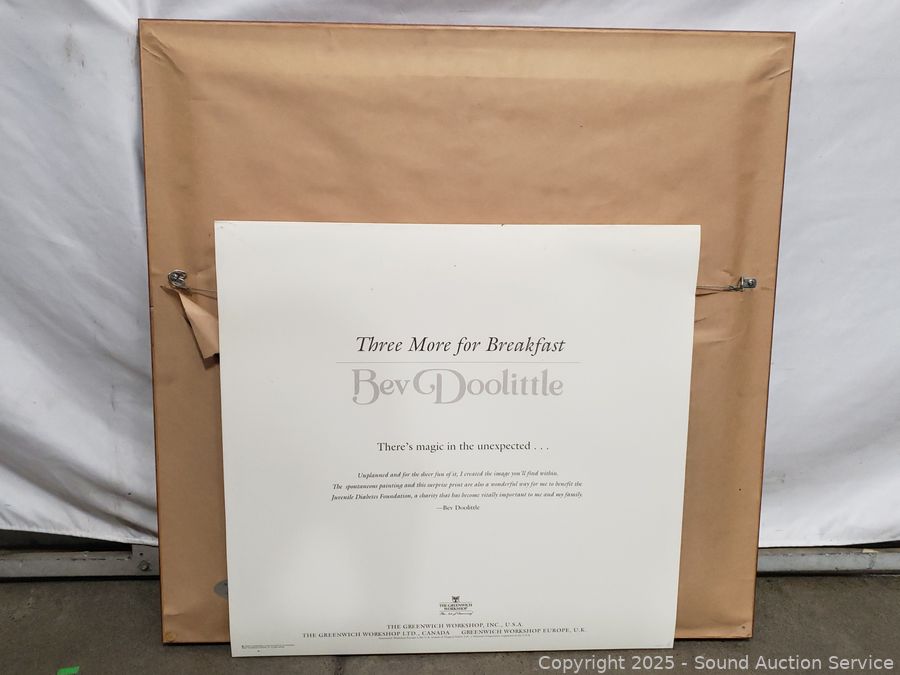 Three More for Breakfast
Bev Doolittle
There's magic in the unexpected . . .
Unplanned and for the sheer fun of it, I created the image you'll find within.
The spontaneous painting and this surprise print are also a wonderful way for me to benefit the
Juvenile Diabetes Foundation, a charity that has become vitally important to me and my family.
—Bev Doolittle
THE GREENWICH
WORKSHOP
THE GREENWICH WORKSHOP, INC., U.S.A.
THE GREENWICH WORKSHOP LTD., CANADA GREENWICH WORKSHOP EUROPE, U.K.
Copyright 2025 - Sound Auction Service